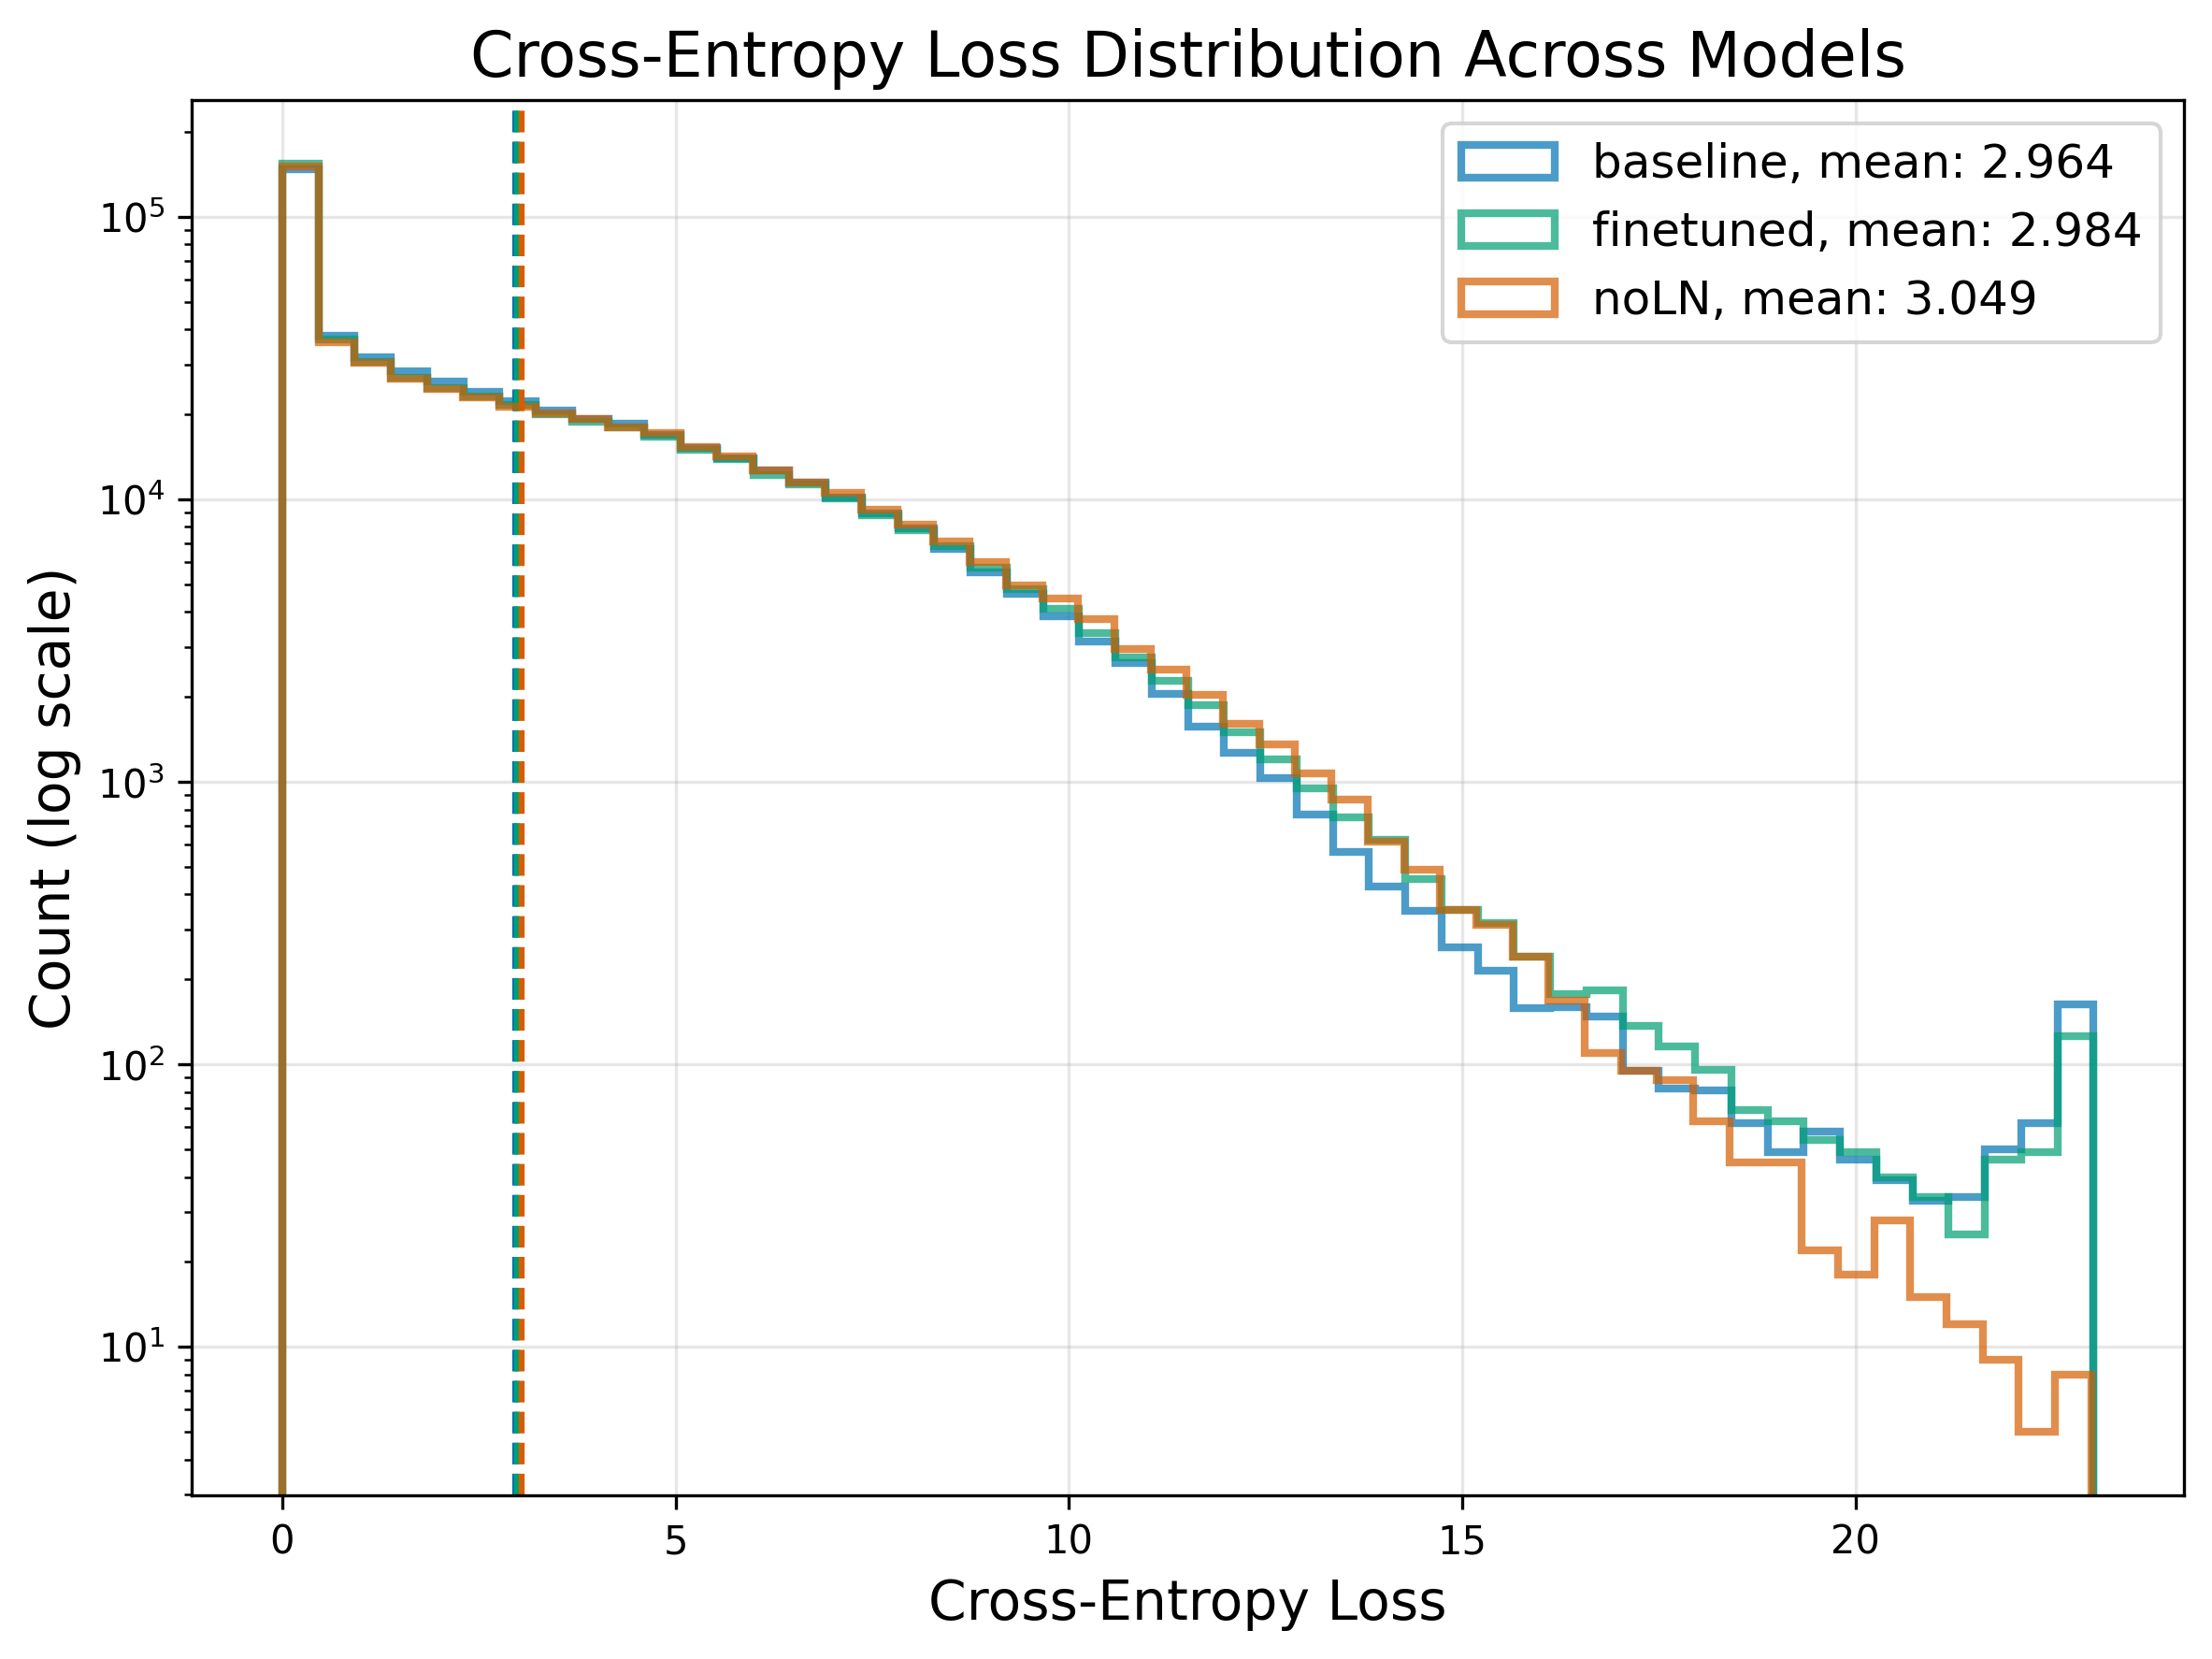 Cross-Entropy Loss Distribution Across Models
baseline, mean: 2.964
finetuned, mean: 2.984
noLN, mean: 3.049
Count (log scale)
10⁵
10⁴
10³
10²
10¹
0 5 10 15 20
Cross-Entropy Loss